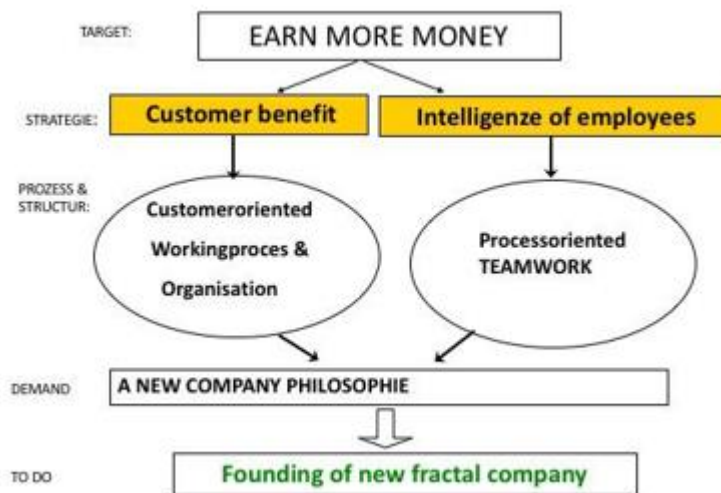 TARGET:
EARN MORE MONEY
STRATEGIE:
Customer benefit
Intelligenze of employees
PROZESS &
STRUCTUR:
Customeroriented
Workingproces &
Organisation
Processoriented
TEAMWORK
DEMAND
A NEW COMPANY PHILOSOPHIE
TO DO
Founding of new fractal company